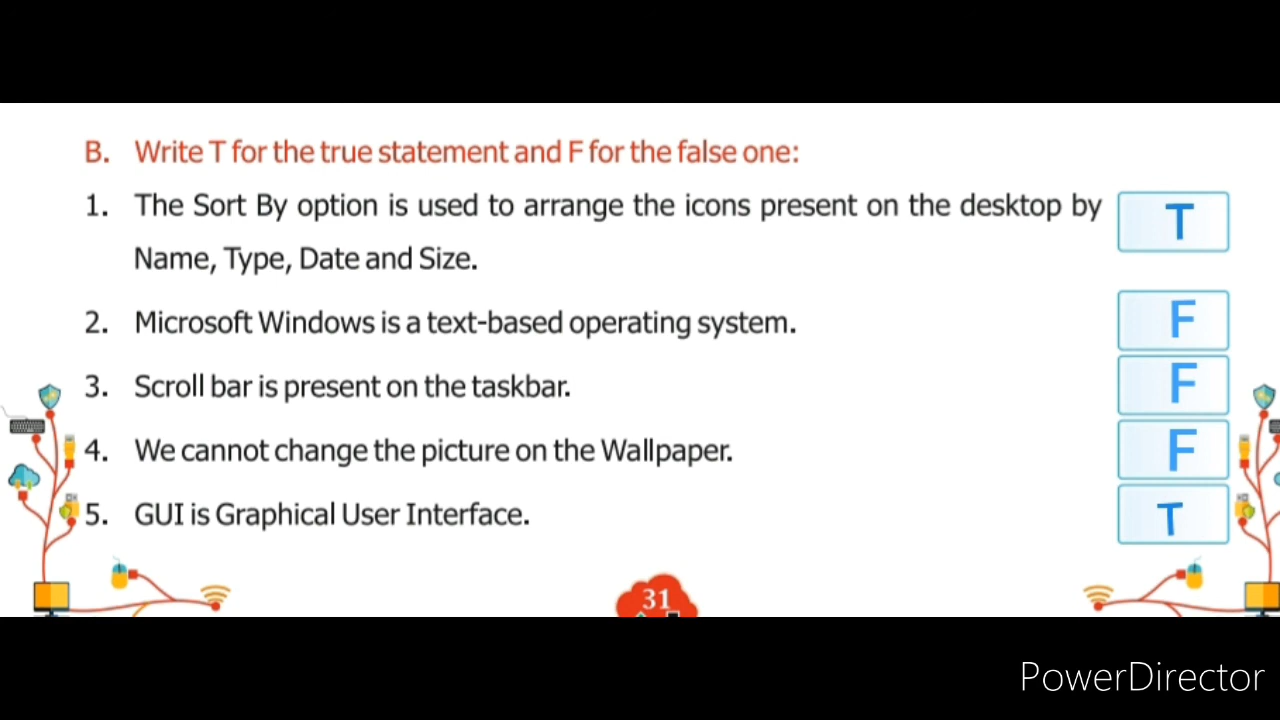 B. Write T for the true statement and F for the false one:
1. The Sort By option is used to arrange the icons present on the desktop by T
Name, Type, Date and Size.
2. Microsoft Windows is a text-based operating system. F
3. Scroll bar is present on the taskbar. F
4. We cannot change the picture on the Wallpaper. F
5. GUI is Graphical User Interface. T
31
PowerDirector